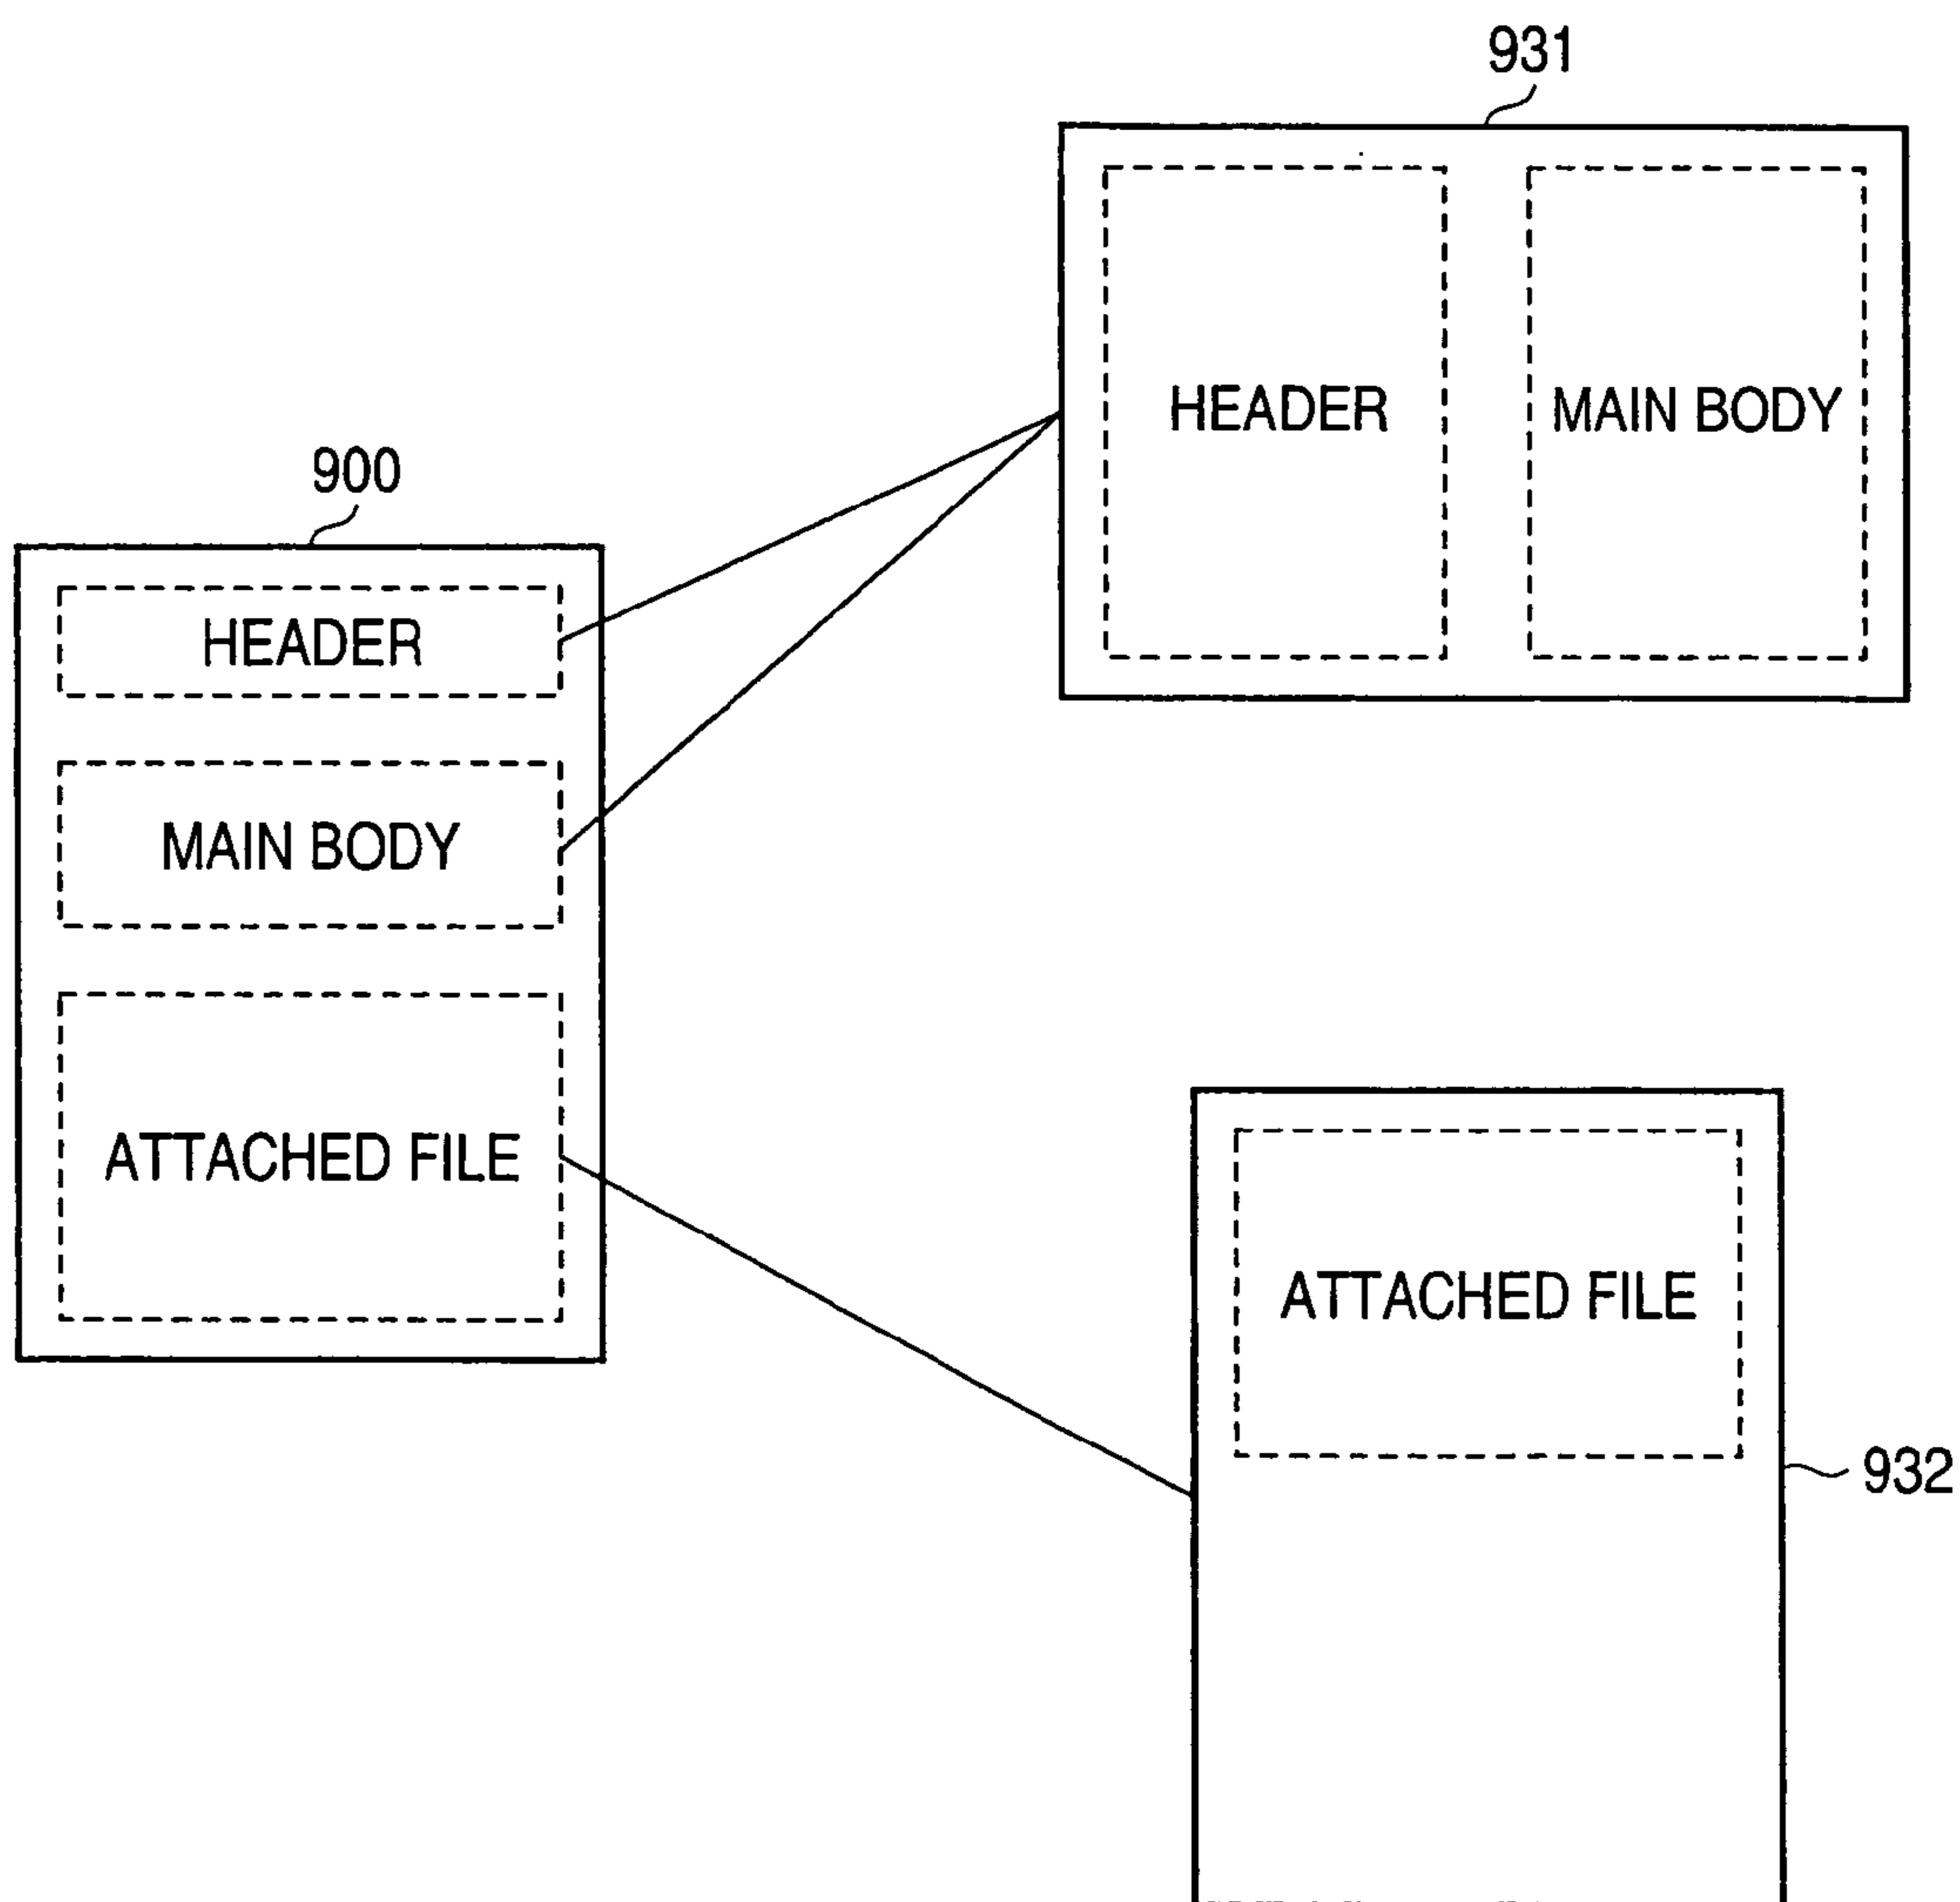 931
HEADER
MAIN BODY
900
HEADER
MAIN BODY
ATTACHED FILE
ATTACHED FILE
932